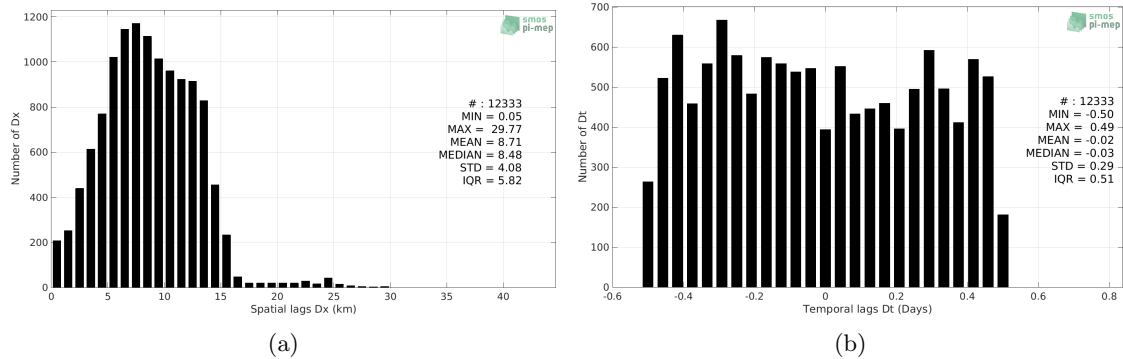 1200
1000
800
600
400
200
0
0
5
10
15
20
25
30
35
40
Number of Dx
Spatial lags Dx (km)
smos
pi-mep
# : 12333
MIN = 0.05
MAX = 29.77
MEAN = 8.71
MEDIAN = 8.48
STD = 4.08
IQR = 5.82
(a)
700
600
500
400
300
200
100
0
-0.6
-0.4
-0.2
0
0.2
0.4
0.6
0.8
Number of Dt
Temporal lags Dt (Days)
smos
pi-mep
# : 12333
MIN = -0.50
MAX = 0.49
MEAN = -0.02
MEDIAN = -0.03
STD = 0.29
IQR = 0.51
(b)